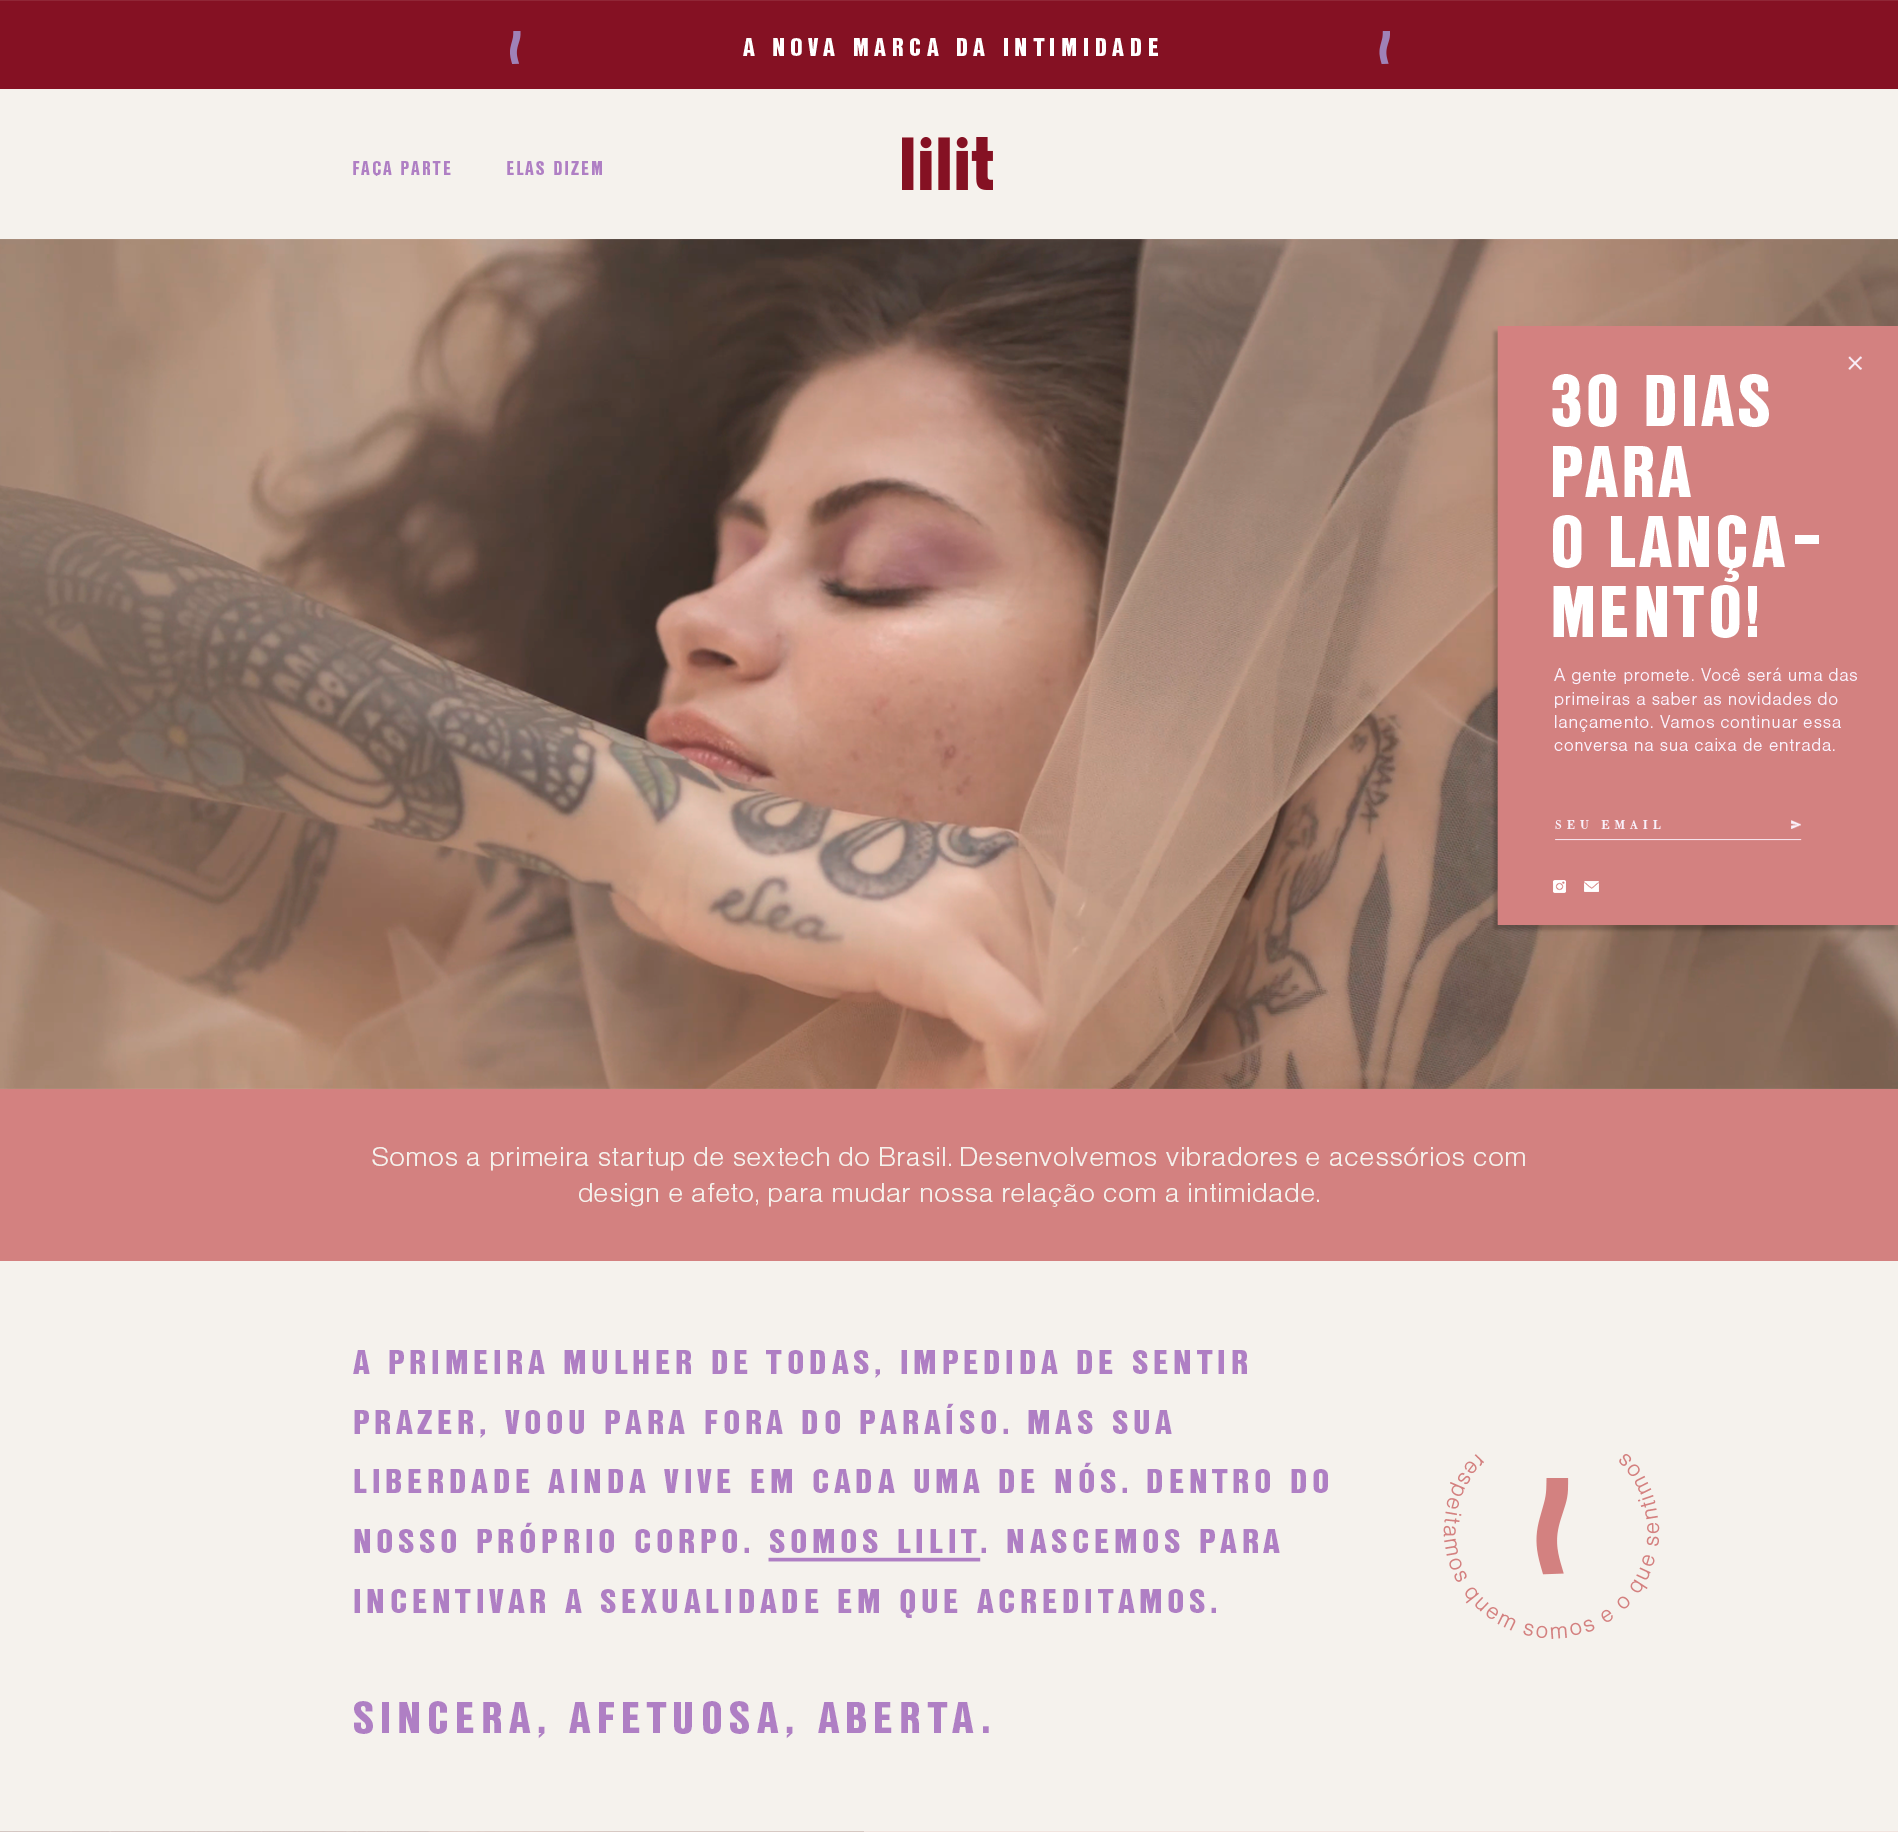 A NOVA MARCA DA INTIMIDADE
FAÇA PARTE
ELAS DIZEM
lilit
30 DIAS
PARA
O LANÇA-
MENTO!
A gente promete. Você será uma das
primeiras a saber as novidades do
lançamento. Vamos continuar essa
conversa na sua caixa de entrada.
SEU EMAIL
elea
Somos a primeira startup de sextech do Brasil. Desenvolvemos vibradores e acessórios com
design e afeto, para mudar nossa relação com a intimidade.
A PRIMEIRA MULHER DE TODAS, IMPEDIDA DE SENTIR
PRAZER, VOOU PARA FORA DO PARAÍSO. MAS SUA
LIBERDADE AINDA VIVE EM CADA UMA DE NÓS. DENTRO DO
NOSSO PRÓPRIO CORPO. SOMOS LILIT. NASCEMOS PARA
INCENTIVAR A SEXUALIDADE EM QUE ACREDITAMOS.
respeitamos quem somos e o que sentimos
SINCERA, AFETUOSA, ABERTA.